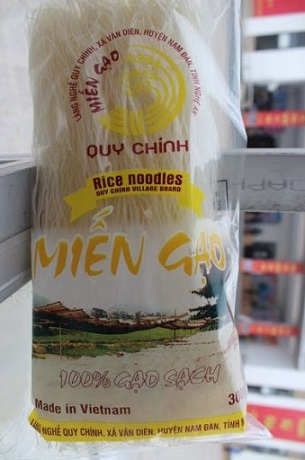 LÀNG NGHỀ QUY CHÍNH, XÃ VÂN DIÊN, HUYỆN NAM ĐÀN, TỈNH NGHỆ AN
MIẾN GẠO
QUY CHÍNH
Rice noodles
QUY CHINH VILLAGE BRAND
MIẾN GẠO
100% GẠO SẠCH
Made in Vietnam
LÀNG NGHỀ QUY CHÍNH, XÃ VÂN DIÊN, HUYỆN NAM ĐÀN, TỈNH